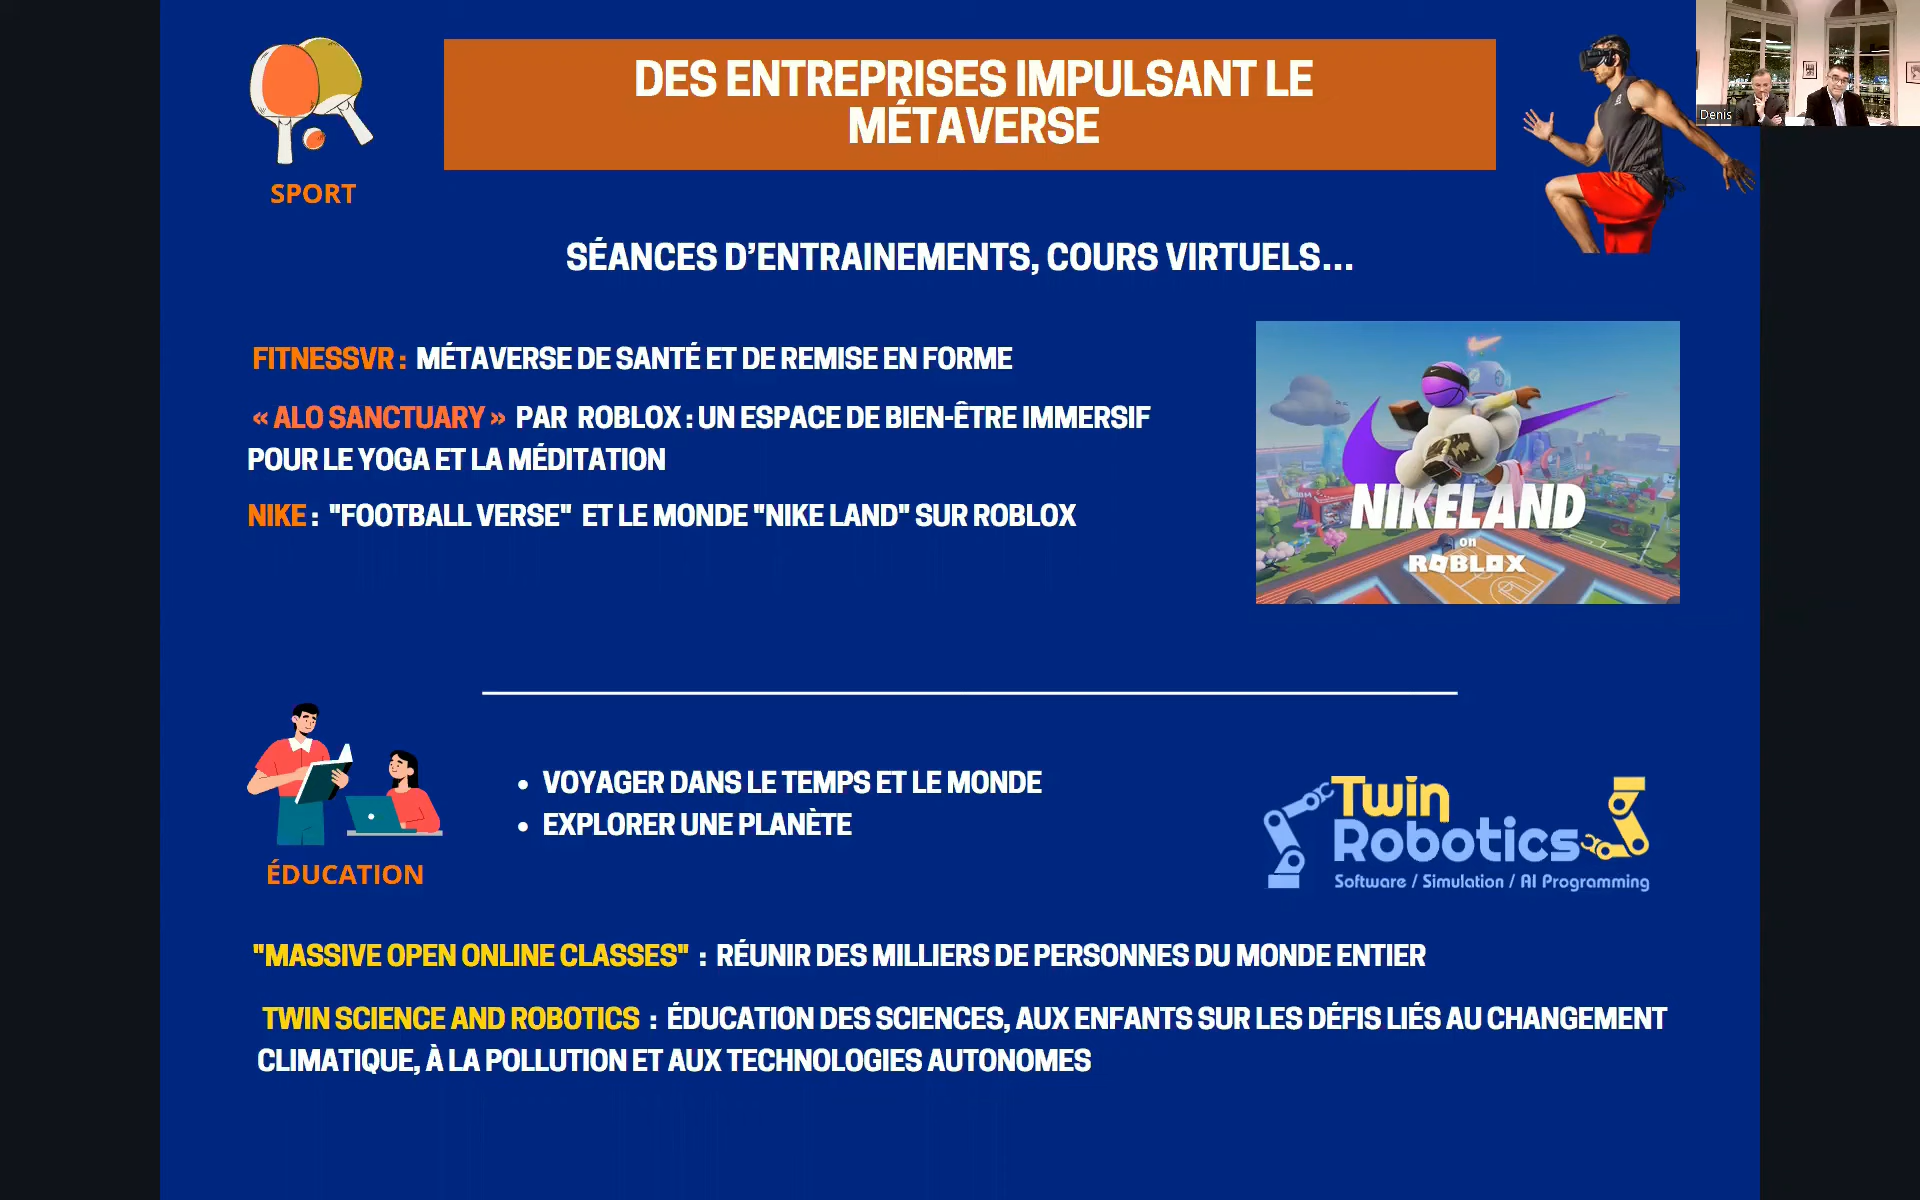 DES ENTREPRISES IMPULSANT LE
MÉTAVERSE
Denis
SPORT
SÉANCES D’ENTRAINEMENTS, COURS VIRTUELS...
FITNESSVR : MÉTAVERSE DE SANTÉ ET DE REMISE EN FORME
« ALO SANCTUARY » PAR ROBLOX : UN ESPACE DE BIEN-ÊTRE IMMERSIF
POUR LE YOGA ET LA MÉDITATION
NIKE : "FOOTBALL VERSE" ET LE MONDE "NIKE LAND" SUR ROBLOX
NIKELAND
on
ROBLOX
ÉDUCATION
• VOYAGER DANS LE TEMPS ET LE MONDE
• EXPLORER UNE PLANÈTE
Twin
Robotics
Software / Simulation / AI Programming
"MASSIVE OPEN ONLINE CLASSES" : RÉUNIR DES MILLIERS DE PERSONNES DU MONDE ENTIER
TWIN SCIENCE AND ROBOTICS : ÉDUCATION DES SCIENCES, AUX ENFANTS SUR LES DÉFIS LIÉS AU CHANGEMENT
CLIMATIQUE, À LA POLLUTION ET AUX TECHNOLOGIES AUTONOMES